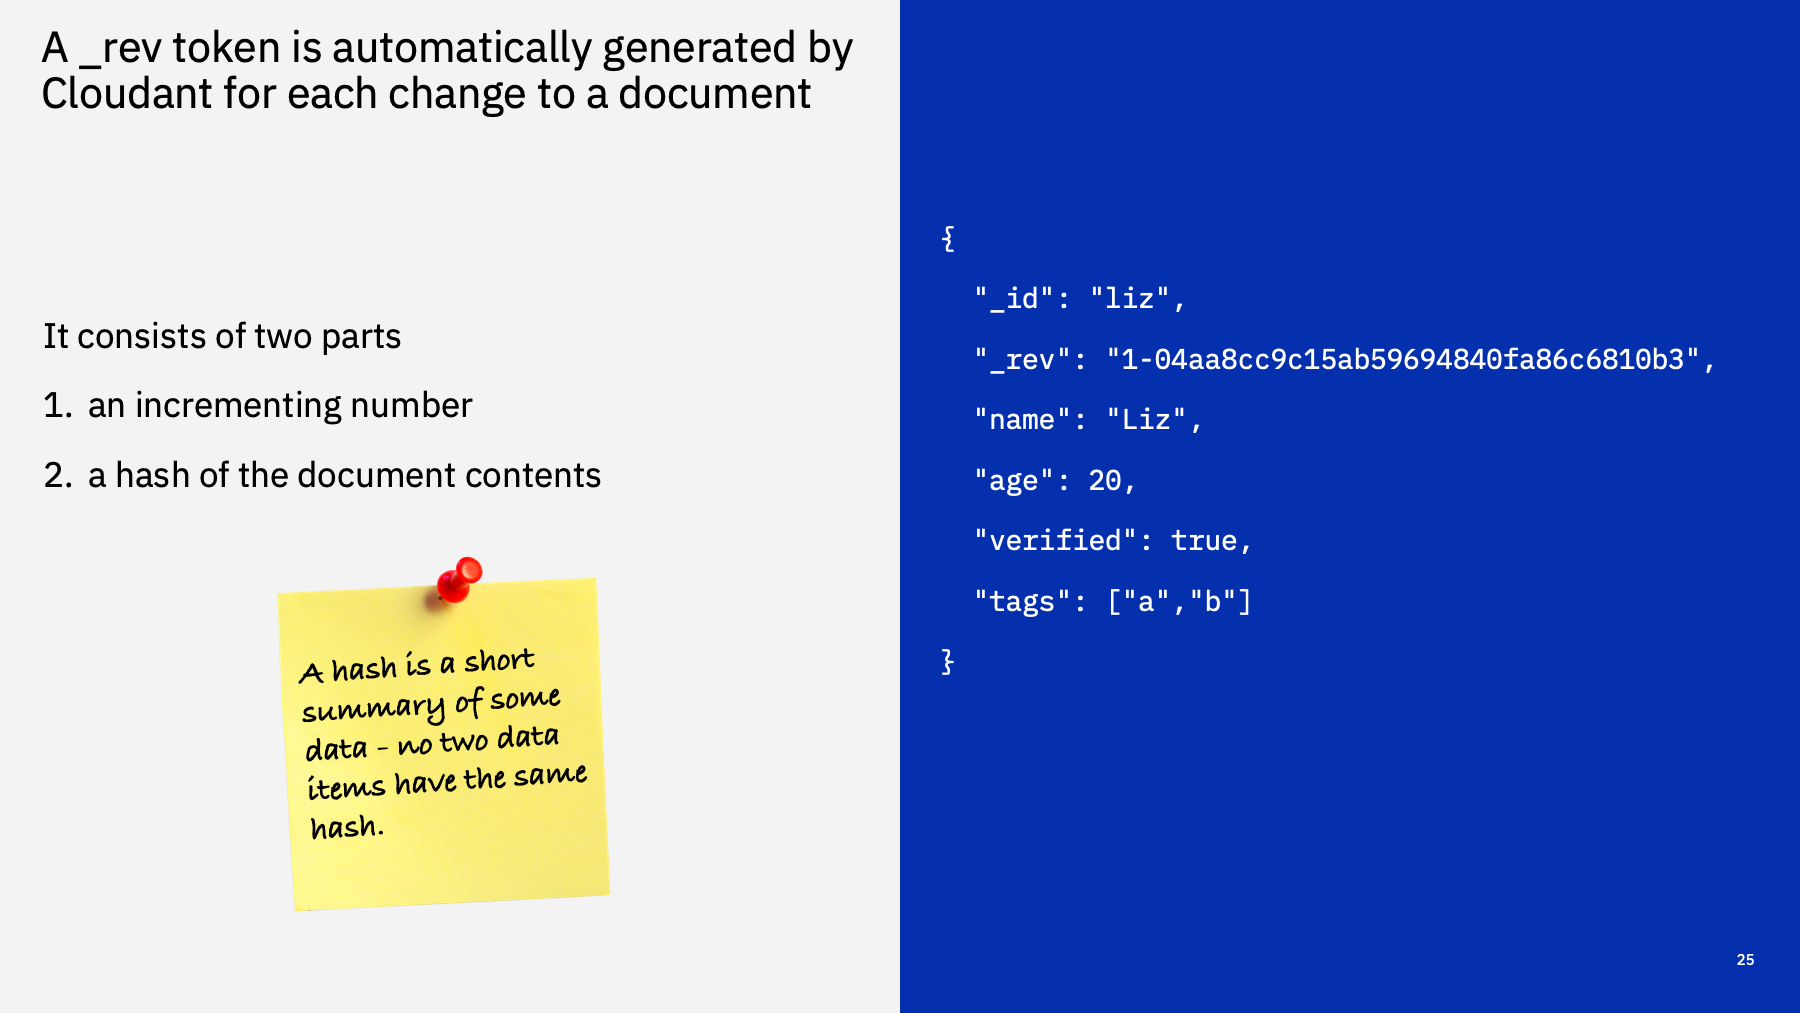 A _rev token is automatically generated by
Cloudant for each change to a document
It consists of two parts
1. an incrementing number
2. a hash of the document contents
A hash is a short
summary of some
data - no two data
items have the same
hash.
{
"_id": "liz",
"_rev": "1-04aa8cc9c15ab59694840fa86c6810b3",
"name": "Liz",
"age": 20,
"verified": true,
"tags": ["a","b"]
}
25